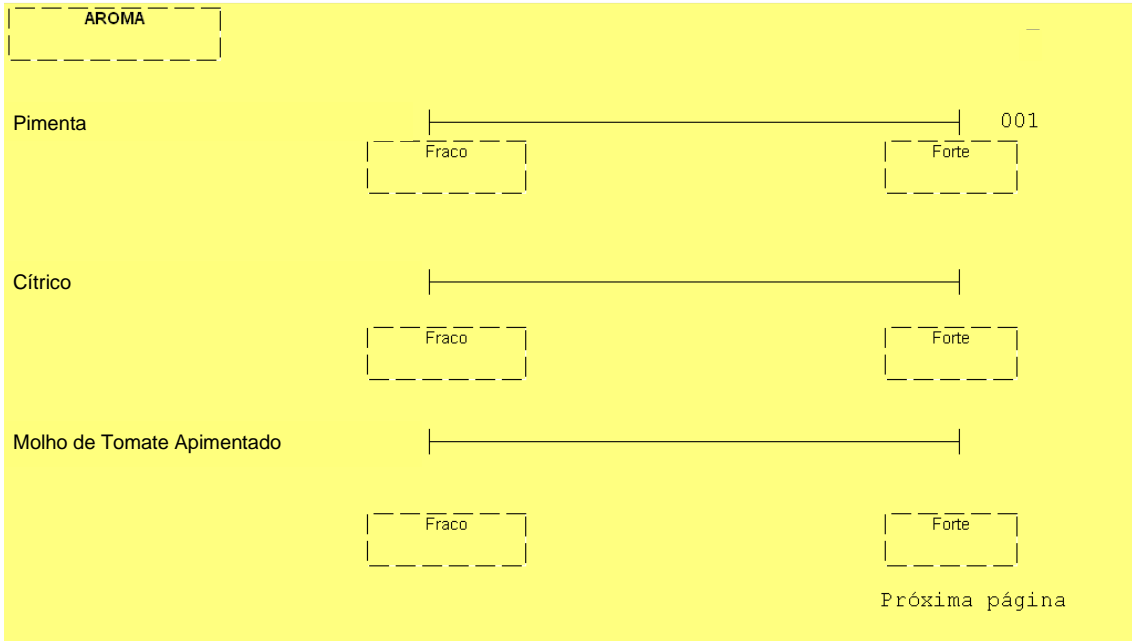 AROMA
Pimenta 001
Fraco Forte
Cítrico
Fraco Forte
Molho de Tomate Apimentado
Fraco Forte
Próxima página